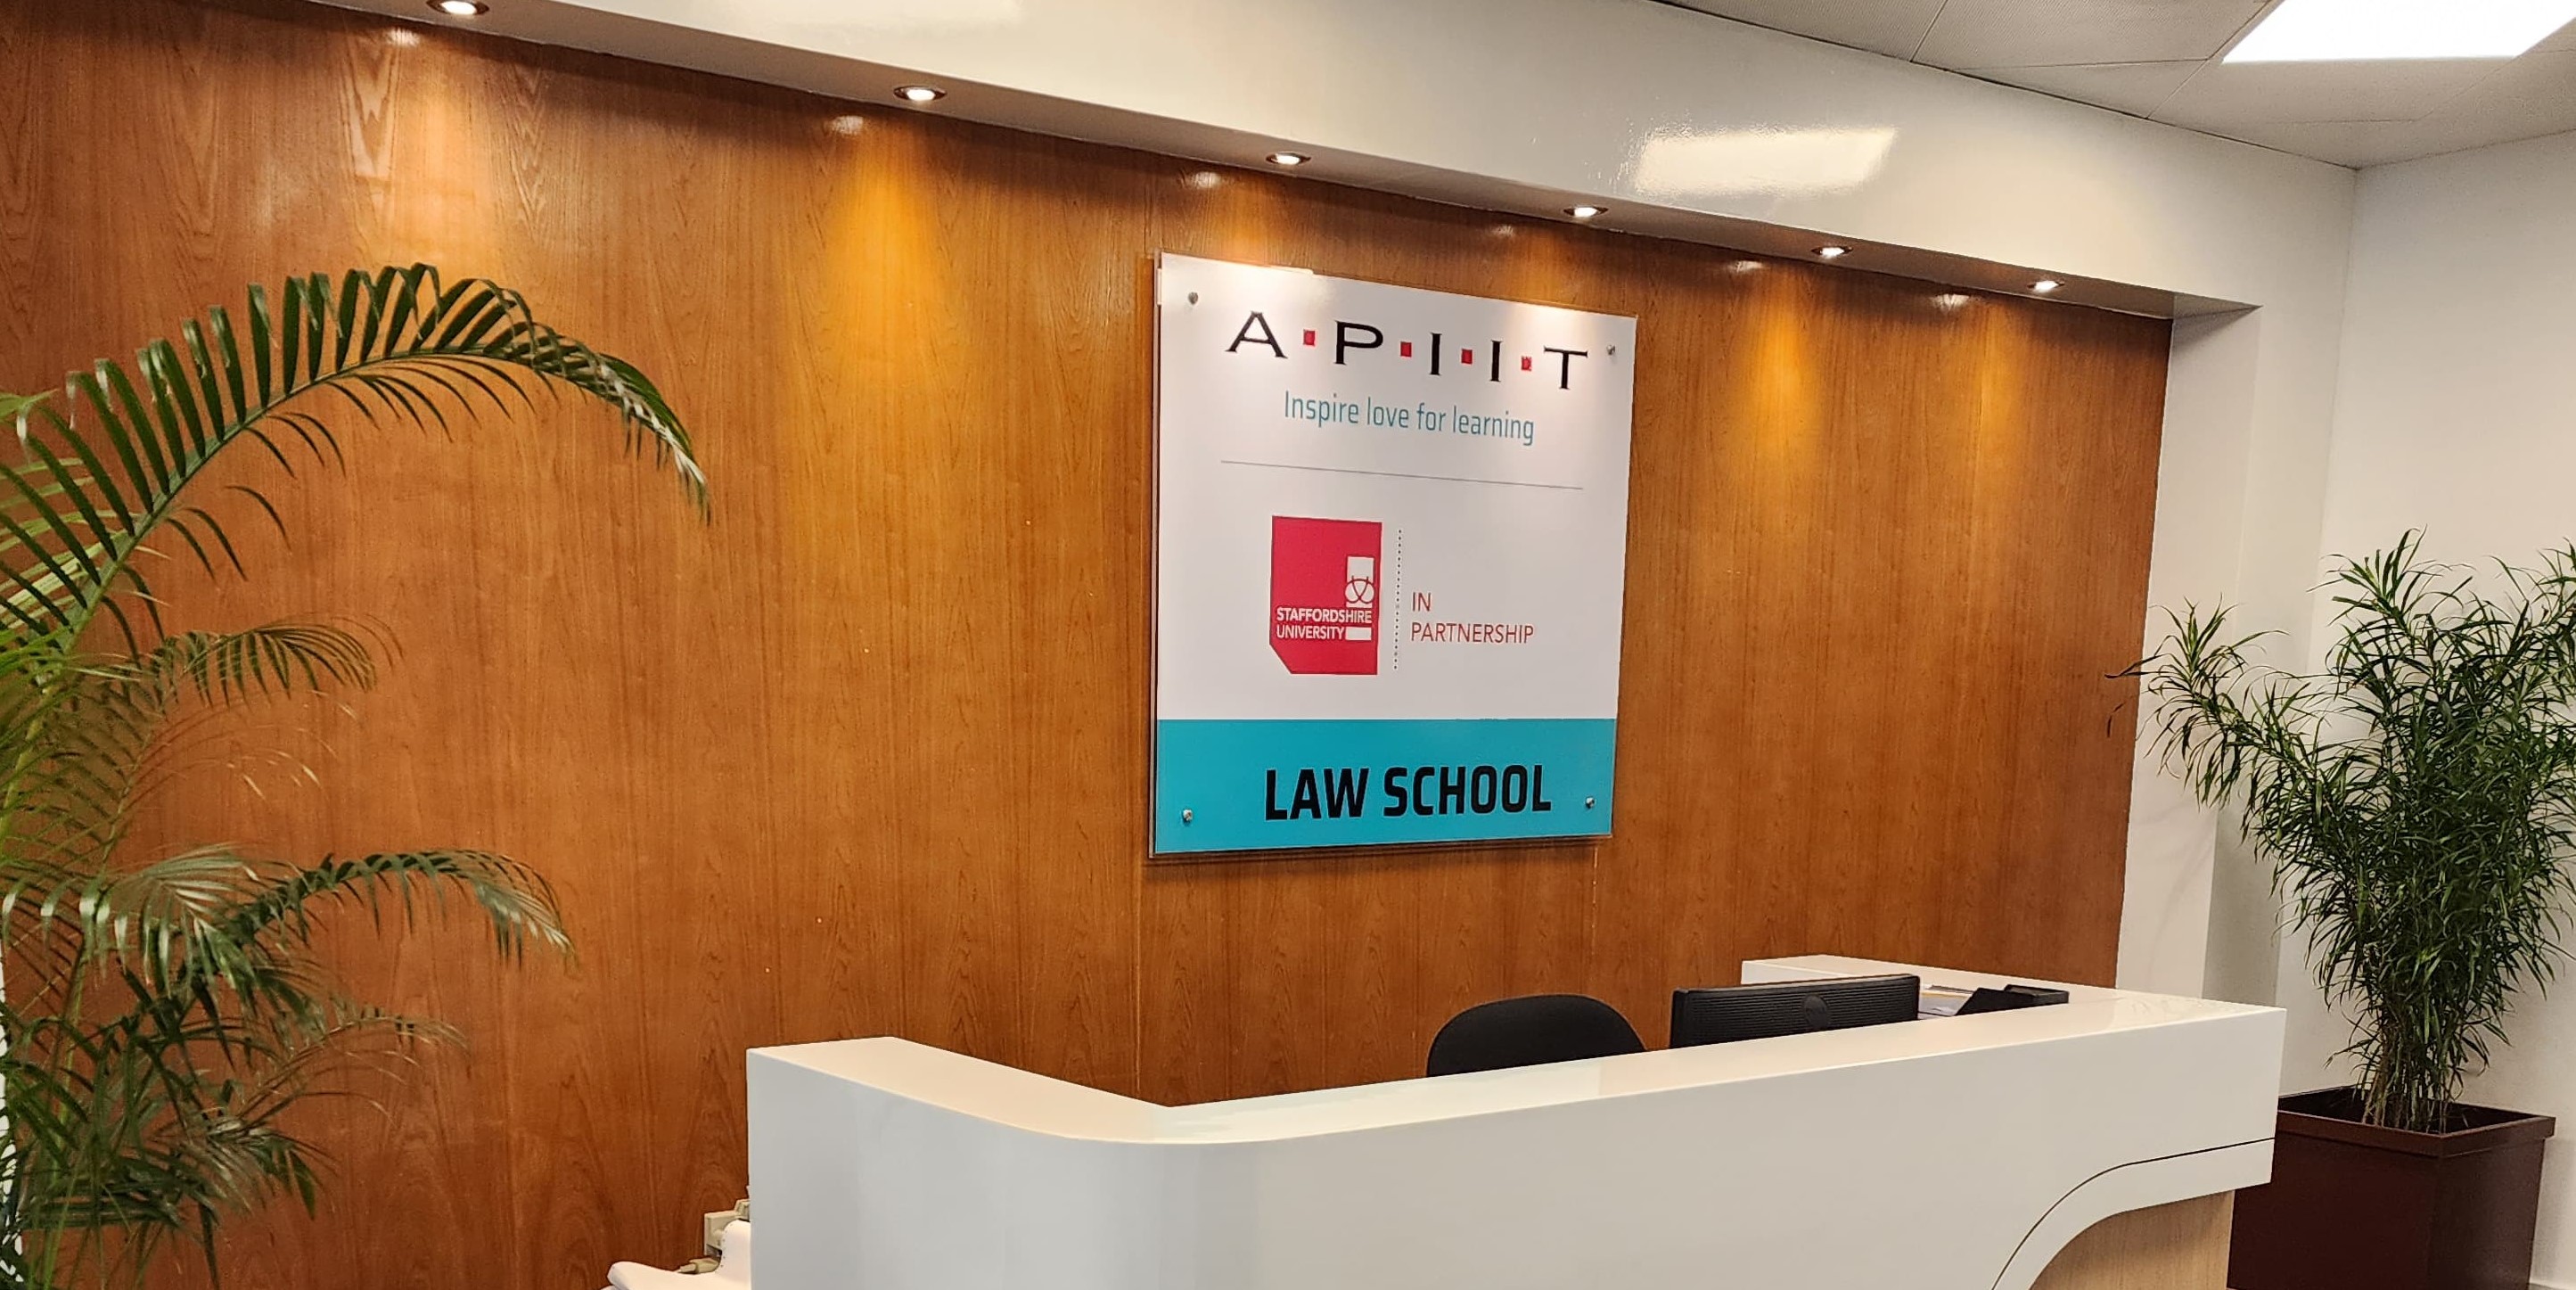 A·P·I·I·T
Inspire love for learning
STAFFORDSHIRE
UNIVERSITY
IN
PARTNERSHIP
LAW SCHOOL